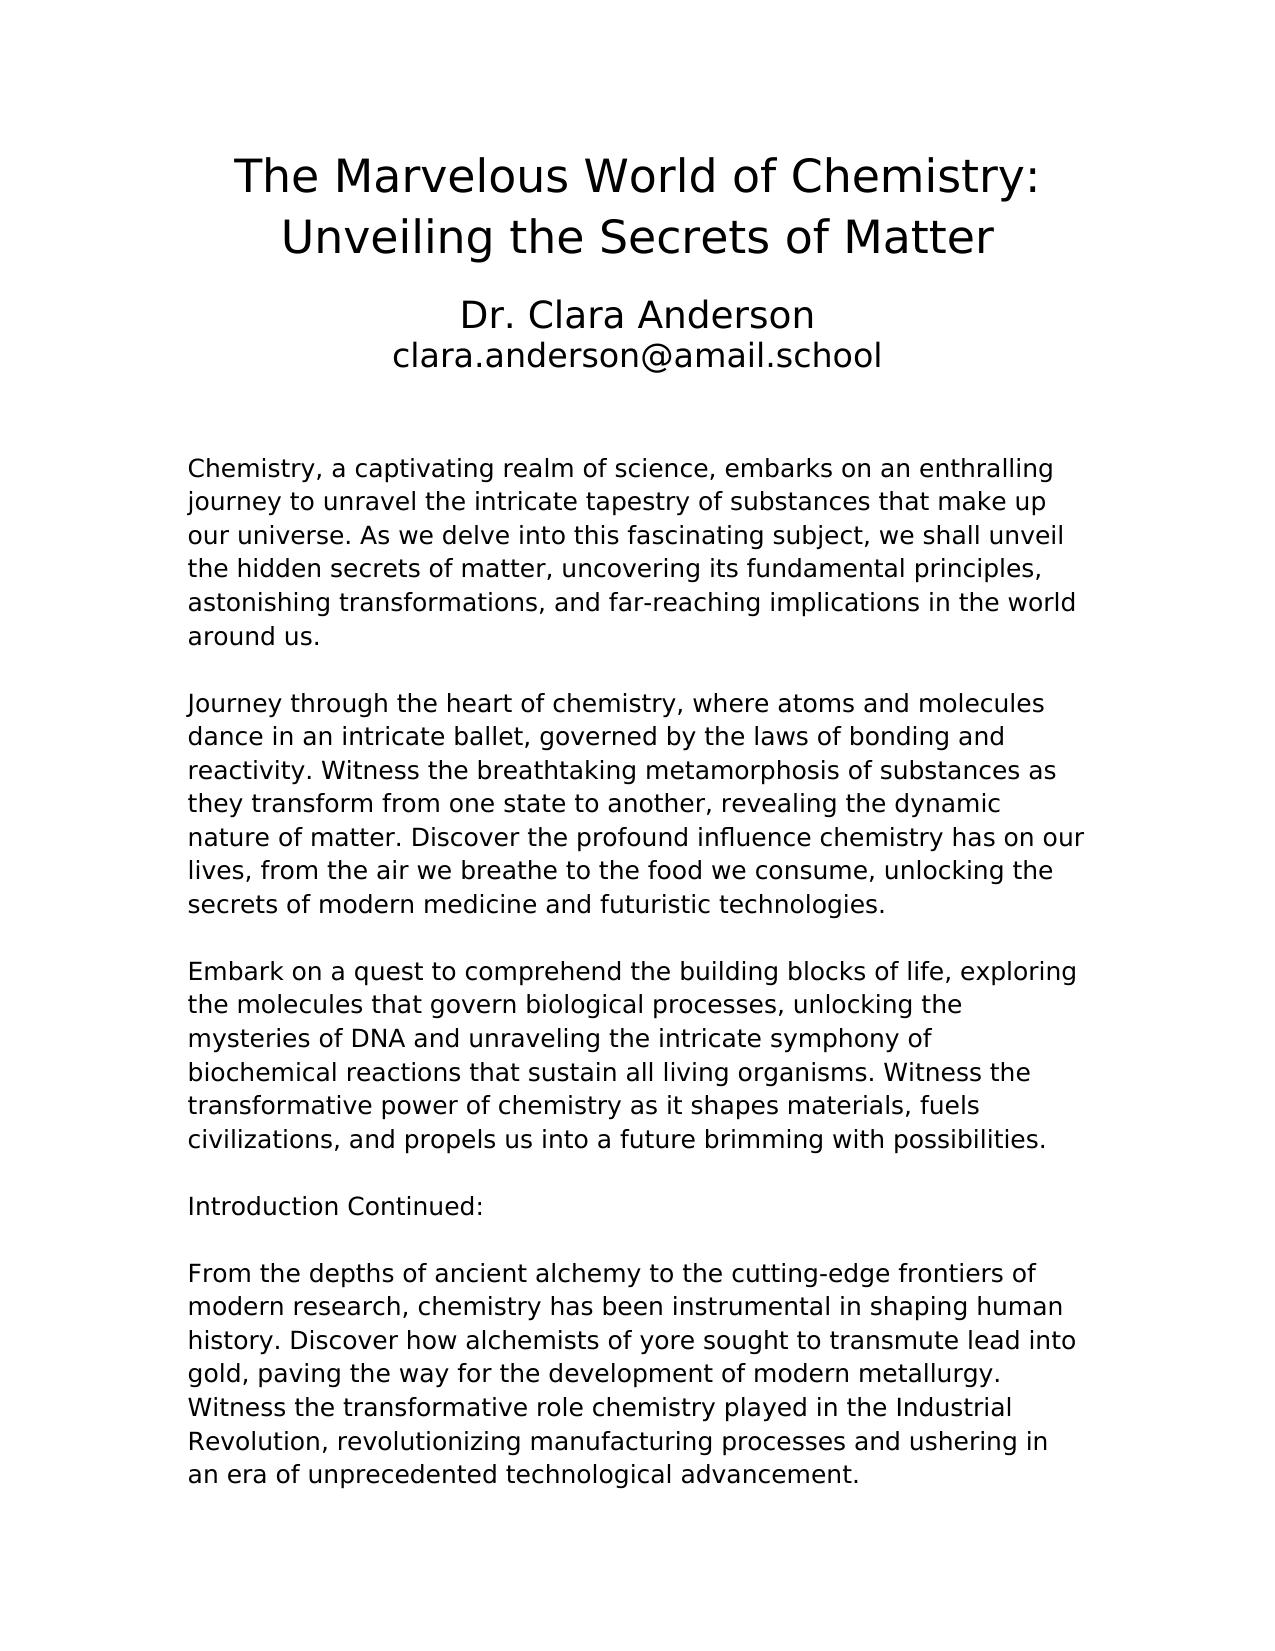 The Marvelous World of Chemistry:
Unveiling the Secrets of Matter
Dr. Clara Anderson
clara.anderson@amail.school
Chemistry, a captivating realm of science, embarks on an enthralling
journey to unravel the intricate tapestry of substances that make up
our universe. As we delve into this fascinating subject, we shall unveil
the hidden secrets of matter, uncovering its fundamental principles,
astonishing transformations, and far-reaching implications in the world
around us.
Journey through the heart of chemistry, where atoms and molecules
dance in an intricate ballet, governed by the laws of bonding and
reactivity. Witness the breathtaking metamorphosis of substances as
they transform from one state to another, revealing the dynamic
nature of matter. Discover the profound influence chemistry has on our
lives, from the air we breathe to the food we consume, unlocking the
secrets of modern medicine and futuristic technologies.
Embark on a quest to comprehend the building blocks of life, exploring
the molecules that govern biological processes, unlocking the
mysteries of DNA and unraveling the intricate symphony of
biochemical reactions that sustain all living organisms. Witness the
transformative power of chemistry as it shapes materials, fuels
civilizations, and propels us into a future brimming with possibilities.
Introduction Continued:
From the depths of ancient alchemy to the cutting-edge frontiers of
modern research, chemistry has been instrumental in shaping human
history. Discover how alchemists of yore sought to transmute lead into
gold, paving the way for the development of modern metallurgy.
Witness the transformative role chemistry played in the Industrial
Revolution, revolutionizing manufacturing processes and ushering in
an era of unprecedented technological advancement.